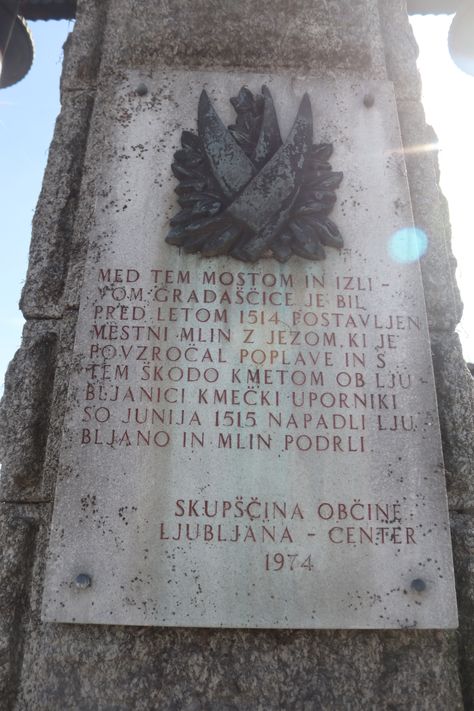 MED TEM MOSTOM IN IZLI -
VOM GRADAŠČICE JE BIL
PRED LETOM 1514 POSTAVLJEN
MESTNI MLIN Z JEZOM, KI JE
POVZROČAL POPLAVE IN S
TEM ŠKODO KMETOM OB LJU
BLJANICI KMEČKI UPORNIKI
SO JUNIJA 1515 NAPADLI LJU
BLJANO IN MLIN PODRLI
SKUPŠČINA OBČINE
LJUBLJANA - CENTER
1974